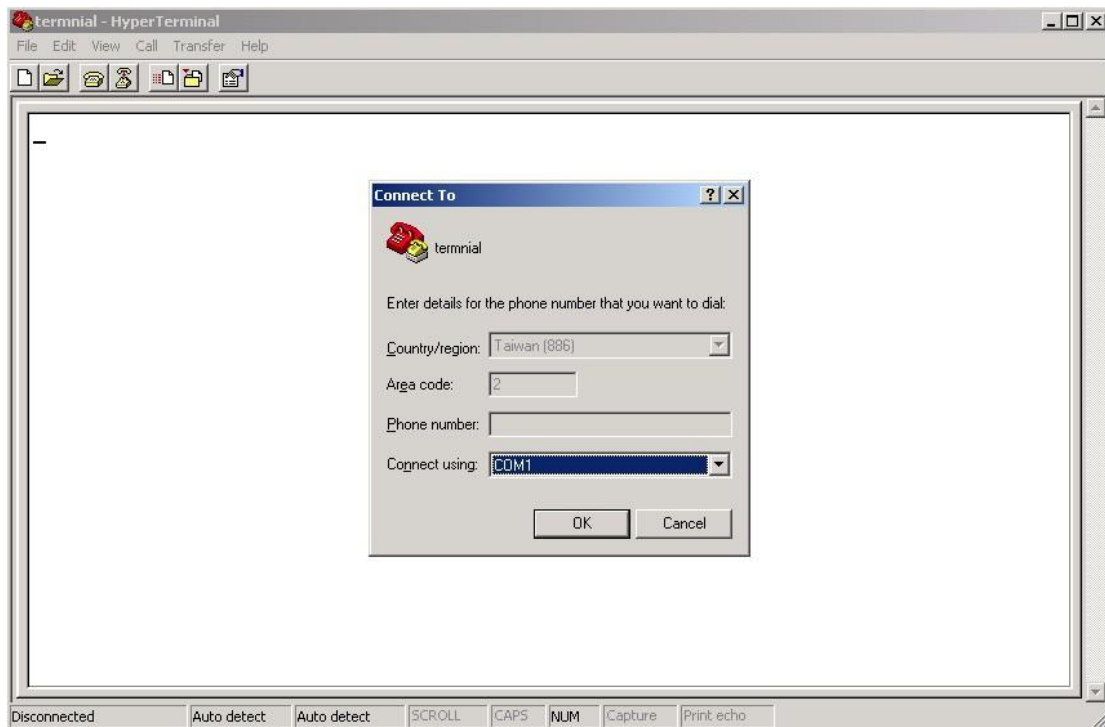 termnial - HyperTerminal
File Edit View Call Transfer Help
Connect To
termnial
Enter details for the phone number that you want to dial:
Country/region: Taiwan (886)
Area code: 2
Phone number:
Connect using: COM1
OK Cancel
Disconnected Auto detect Auto detect SCROLL CAPS NUM Capture Print echo